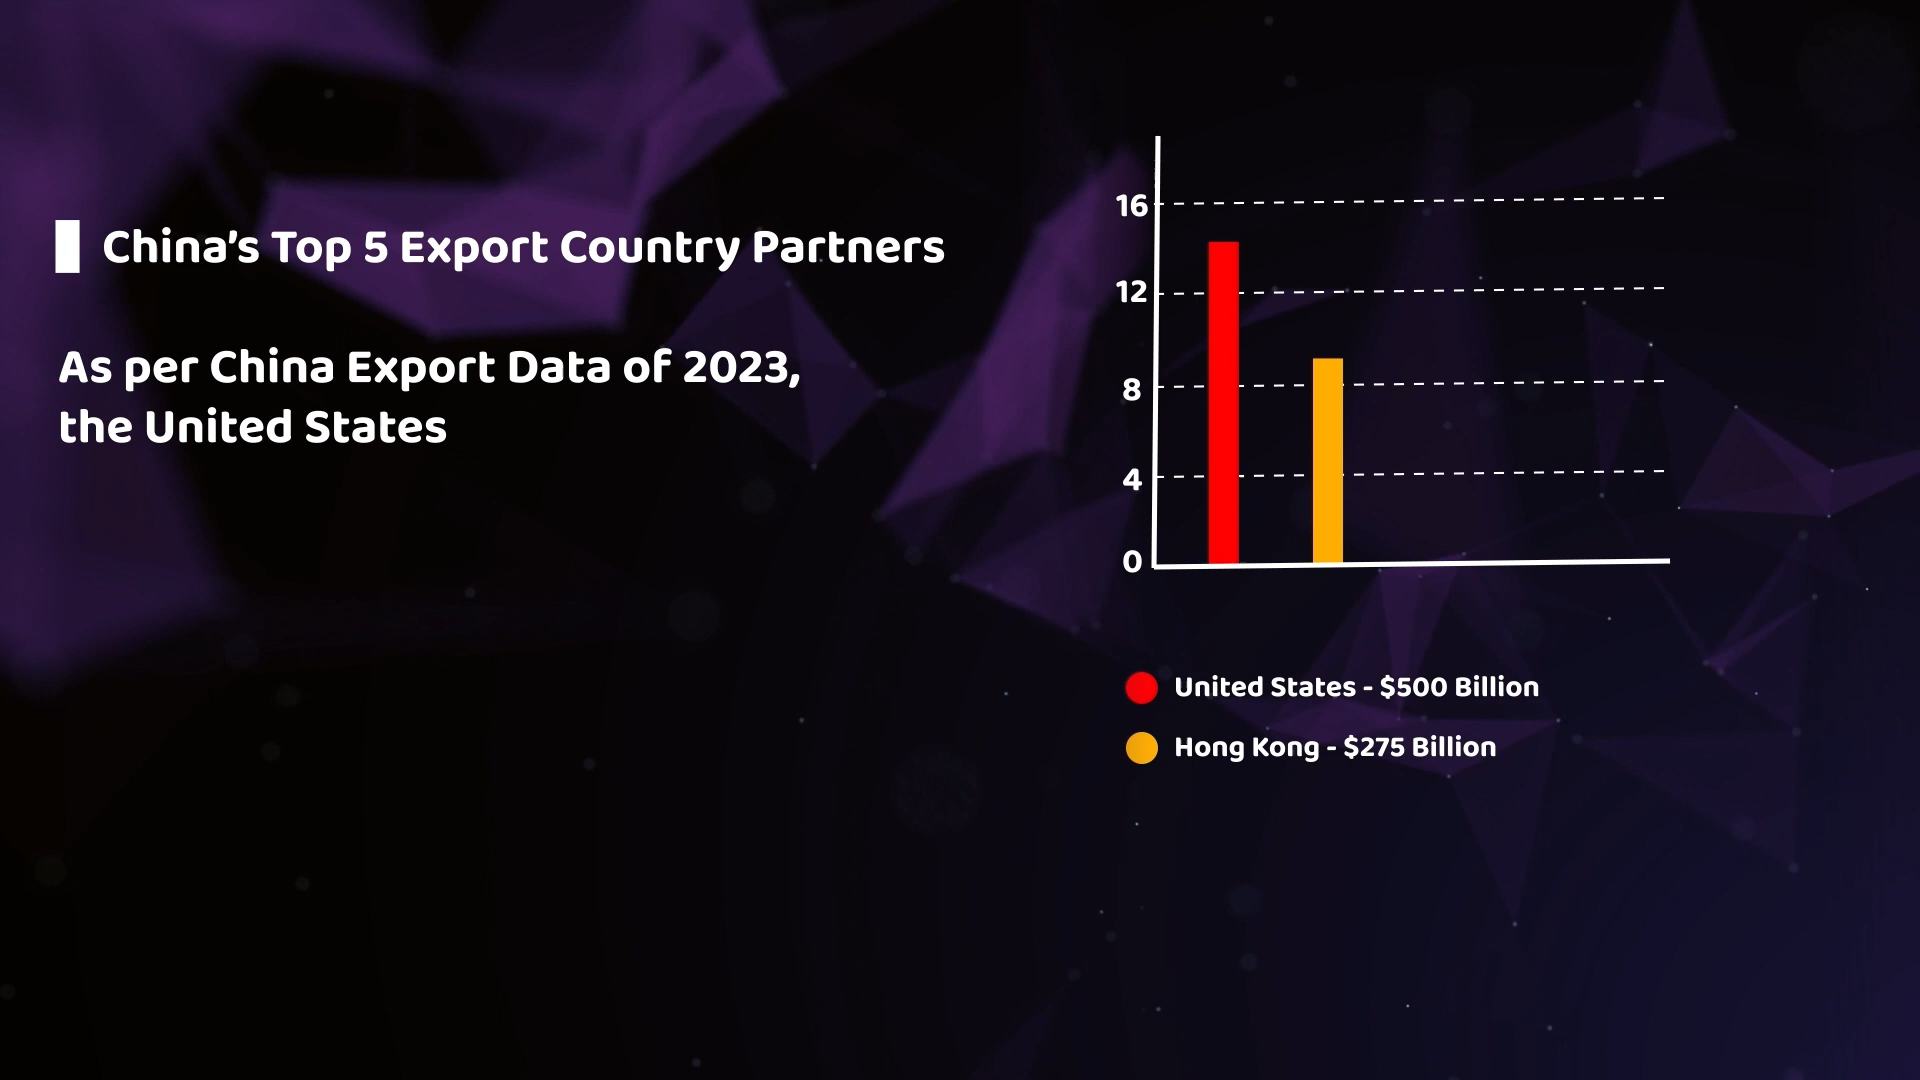 China’s Top 5 Export Country Partners
As per China Export Data of 2023,
the United States
16
12
8
4
0
United States - $500 Billion
Hong Kong - $275 Billion